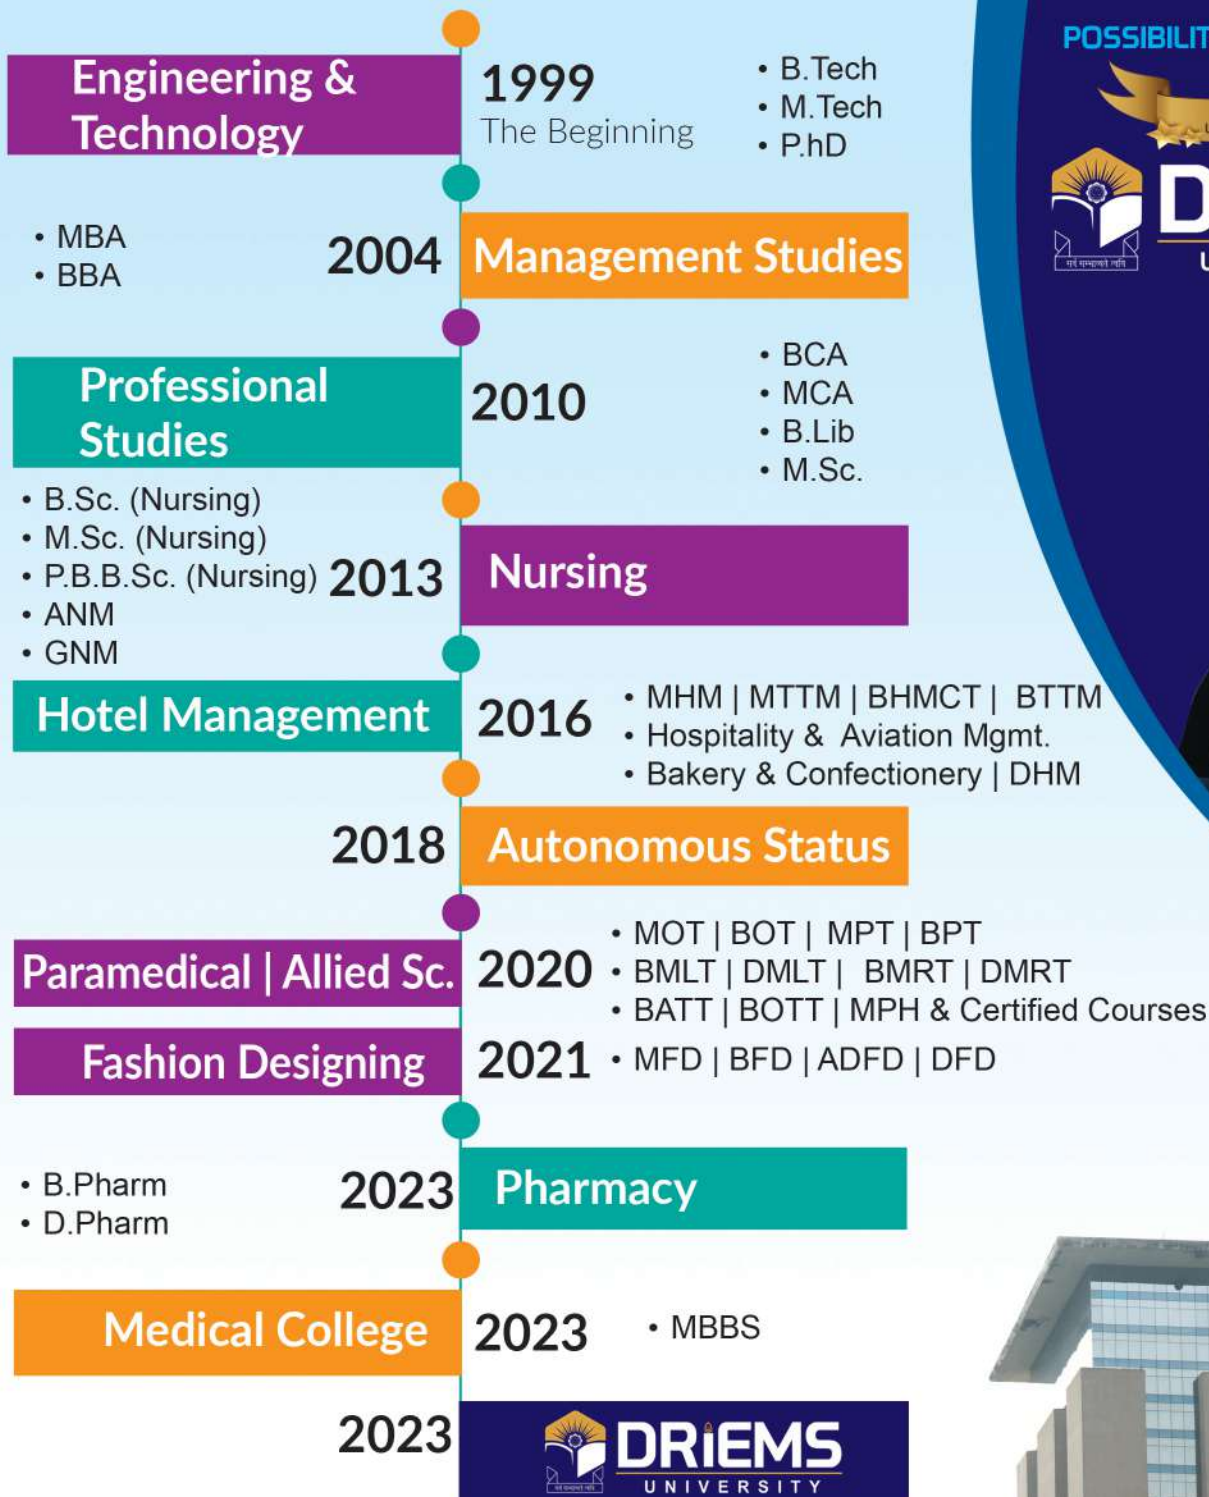 POSSIBILIT
Engineering &
Technology
1999
The Beginning
• B.Tech
• M.Tech
• P.hD
• MBA
• BBA
2004
Management Studies
Professional
Studies
2010
• BCA
• MCA
• B.Lib
• M.Sc.
• B.Sc. (Nursing)
• M.Sc. (Nursing)
• P.B.B.Sc. (Nursing)
• ANM
• GNM
2013
Nursing
Hotel Management
2016
• MHM | MTTM | BHMCT | BTTM
• Hospitality & Aviation Mgmt.
• Bakery & Confectionery | DHM
2018
Autonomous Status
Paramedical | Allied Sc.
2020
• MOT | BOT | MPT | BPT
• BMLT | DMLT | BMRT | DMRT
• BATT | BOTT | MPH & Certified Courses
Fashion Designing
2021
• MFD | BFD | ADFD | DFD
• B.Pharm
• D.Pharm
2023
Pharmacy
Medical College
2023
• MBBS
2023
DRiEMS
UNIVERSITY